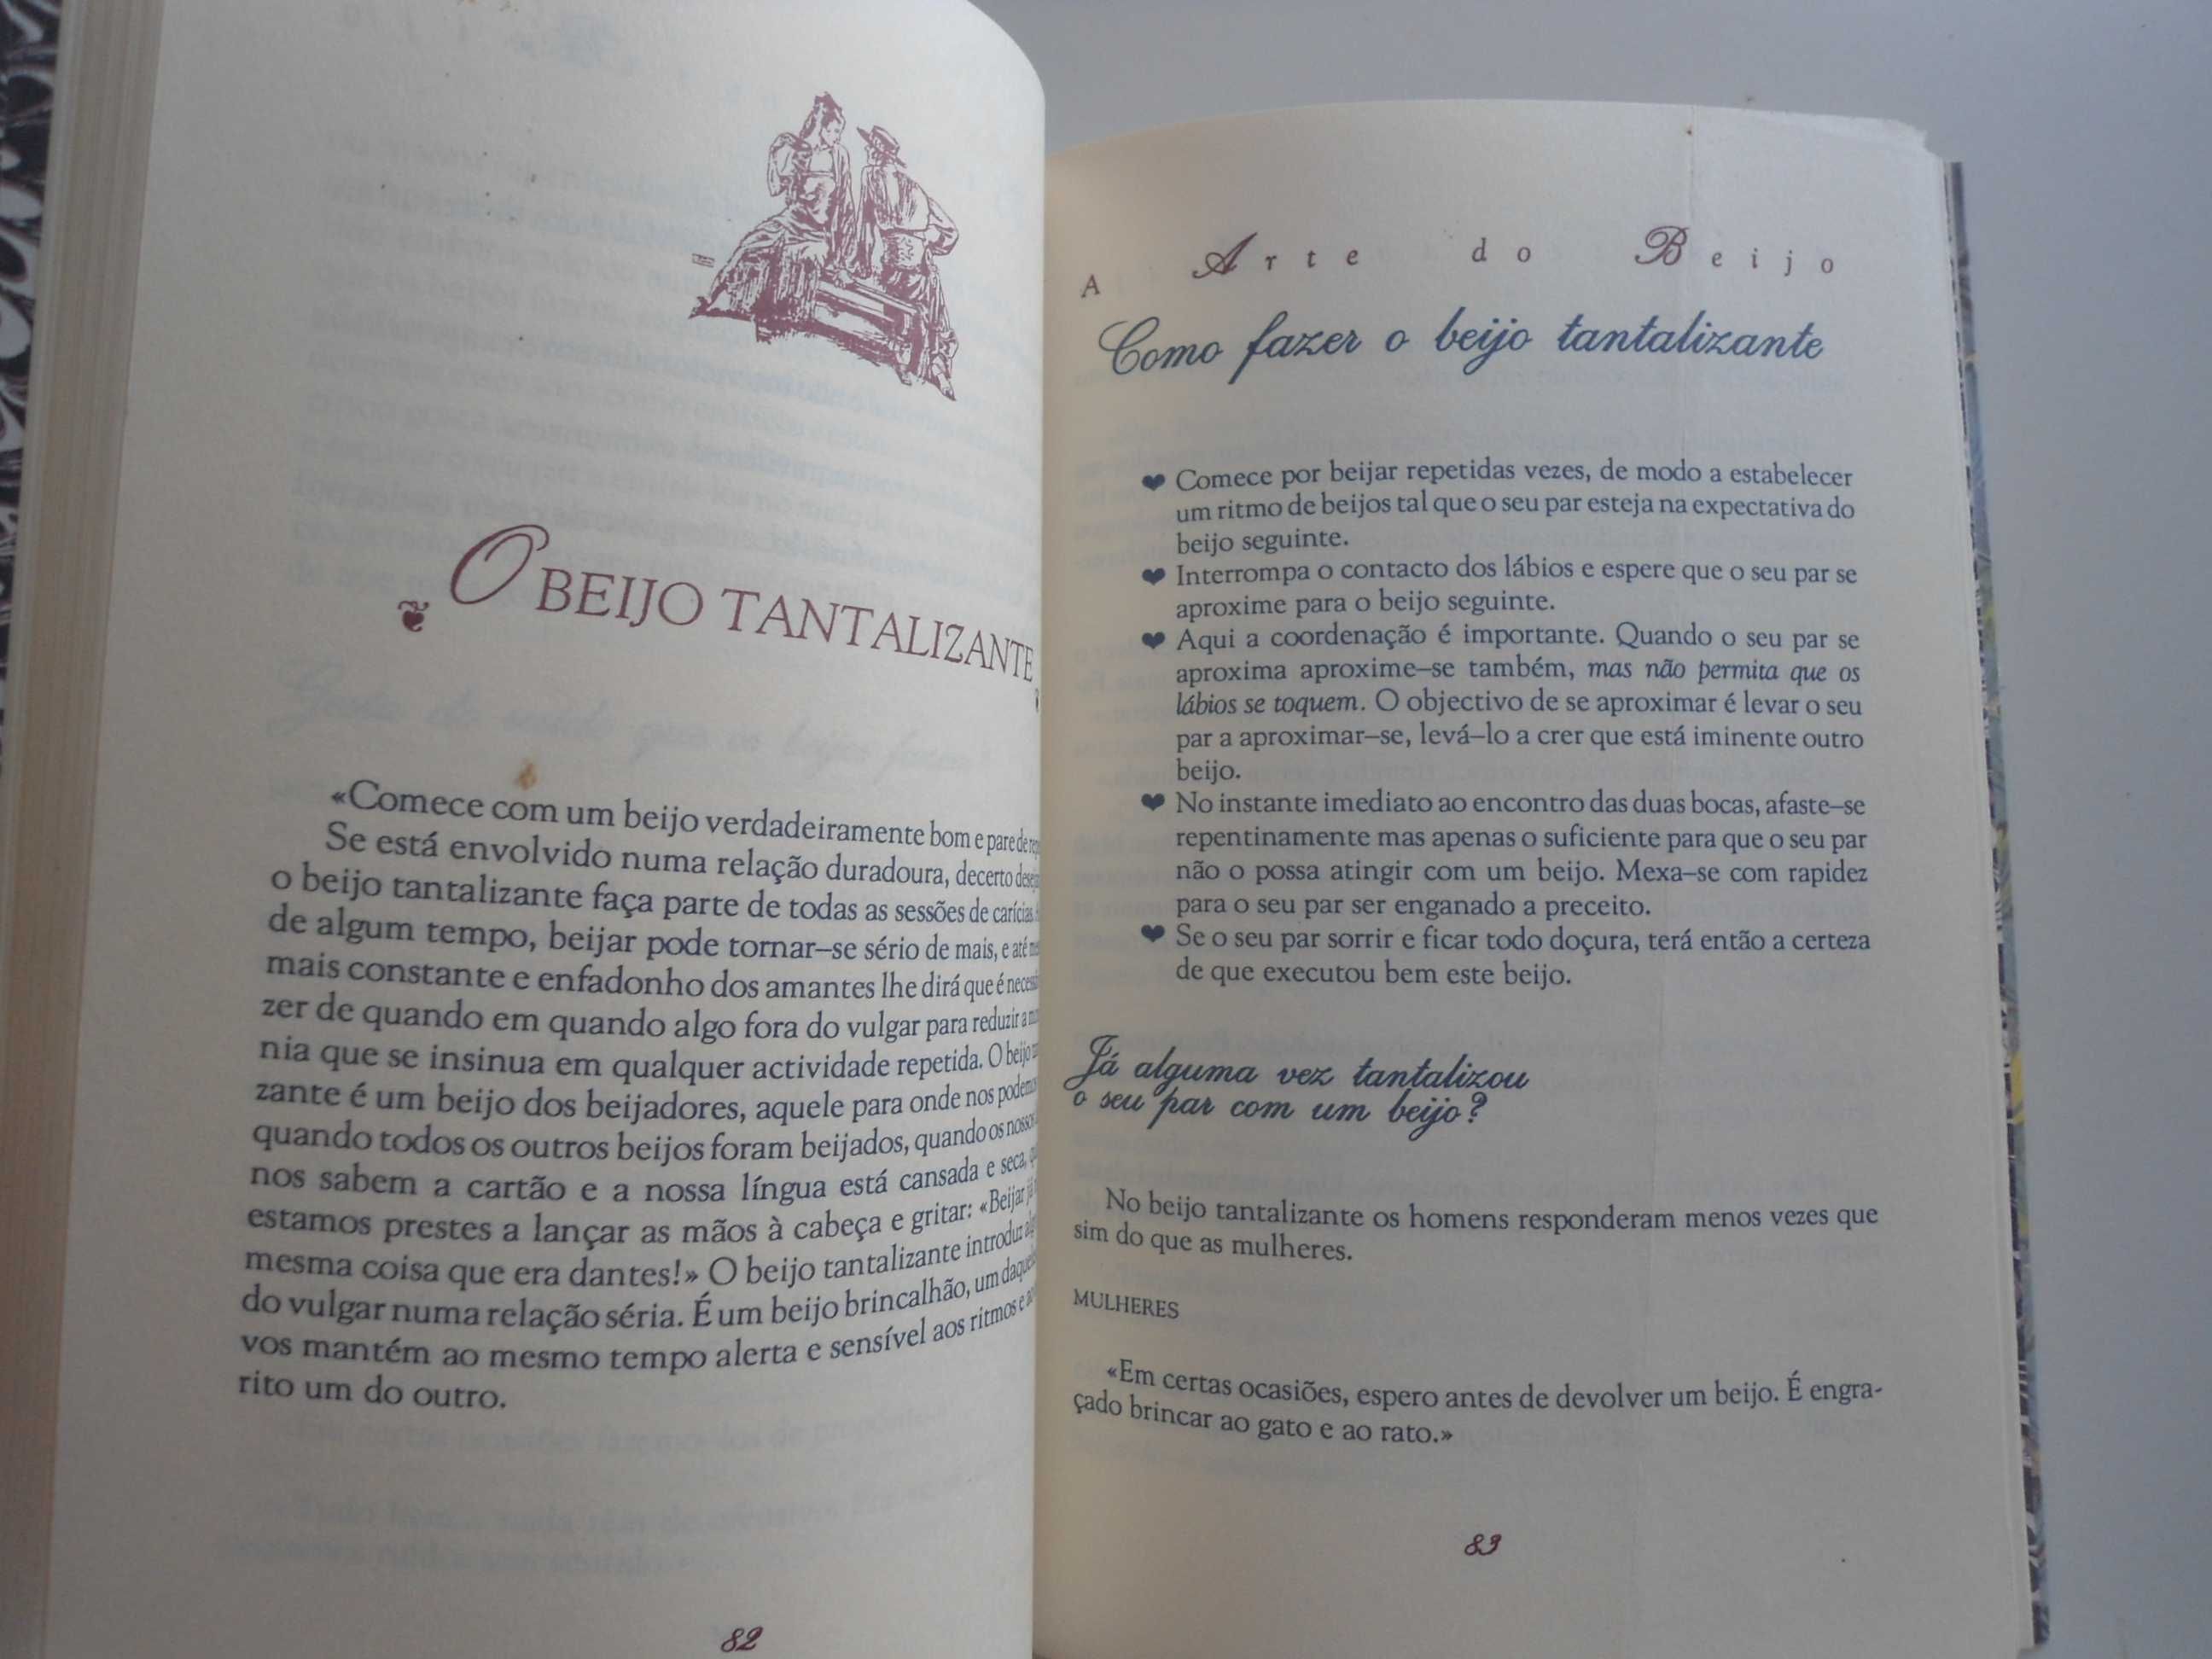 O BEIJO TANTALIZANTE
«Comece com um beijo verdadeiramente bom e pare de
Se está envolvido numa relação duradoura, decerto
o beijo tantalizante faça parte de todas as sessões de carícias.
de algum tempo, beijar pode tornar–se sério de mais, e até
mais constante e enfadonho dos amantes lhe dirá que é
zer de quando em quando algo fora do vulgar para reduzir a
nia que se insinua em qualquer actividade repetida. O beijo
zante é um beijo dos beijadores, aquele para onde nos
quando todos os outros beijos foram beijados, quando os
nos sabem a cartão e a nossa língua está cansada e seca,
estamos prestes a lançar as mãos à cabeça e gritar: «Beijar
mesma coisa que era dantes!» O beijo tantalizante introduz
do vulgar numa relação séria. É um beijo brincalhão, um
vos mantém ao mesmo tempo alerta e sensível aos ritmos e
rito um do outro.
82
A Arte do Beijo
Como fazer o beijo tantalizante
❤ Comece por beijar repetidas vezes, de modo a estabelecer
um ritmo de beijos tal que o seu par esteja na expectativa do
beijo seguinte.
❤ Interrompa o contacto dos lábios e espere que o seu par se
aproxime para o beijo seguinte.
❤ Aqui a coordenação é importante. Quando o seu par se
aproxima aproxime–se também, mas não permita que os
lábios se toquem. O objectivo de se aproximar é levar o seu
par a aproximar–se, levá–lo a crer que está iminente outro
beijo.
❤ No instante imediato ao encontro das duas bocas, afaste–se
repentinamente mas apenas o suficiente para que o seu par
não o possa atingir com um beijo. Mexa–se com rapidez
para o seu par ser enganado a preceito.
❤ Se o seu par sorrir e ficar todo doçura, terá então a certeza
de que executou bem este beijo.
Já alguma vez tantalizou
o seu par com um beijo?
No beijo tantalizante os homens responderam menos vezes que
sim do que as mulheres.
MULHERES
«Em certas ocasiões, espero antes de devolver um beijo. É engra-
çado brincar ao gato e ao rato.»
83